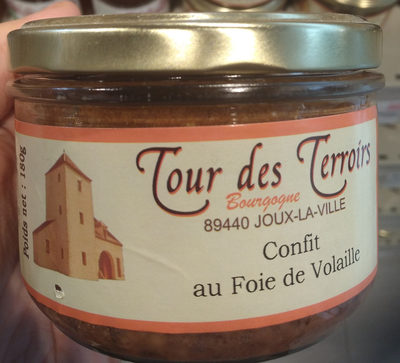 Tour des Terroirs
Bourgogne
89440 JOUX-LA-VILLE
Confit
au Foie de Volaille
Poids net : 180g